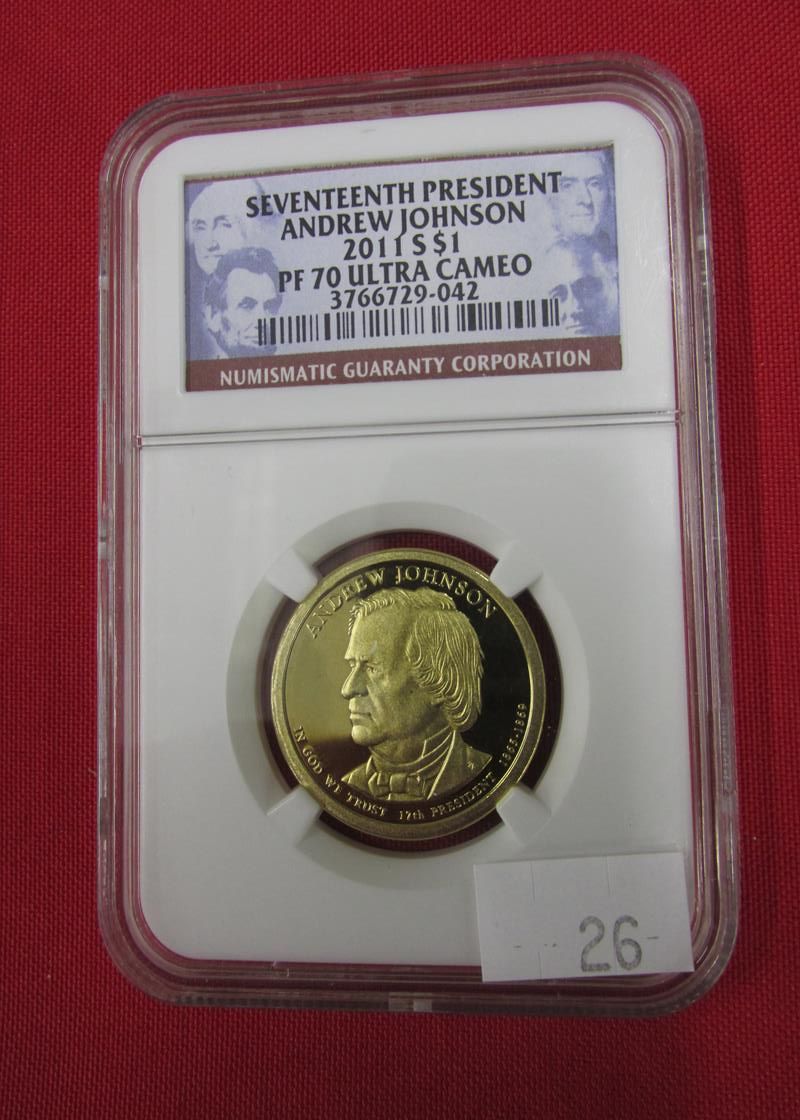 SEVENTEENTH PRESIDENT
ANDREW JOHNSON
2011 S $1
PF 70 ULTRA CAMEO
3766729-042
NUMISMATIC GUARANTY CORPORATION
ANDREW JOHNSON
IN GOD WE TRUST 17th PRESIDENT 1865-1869
26